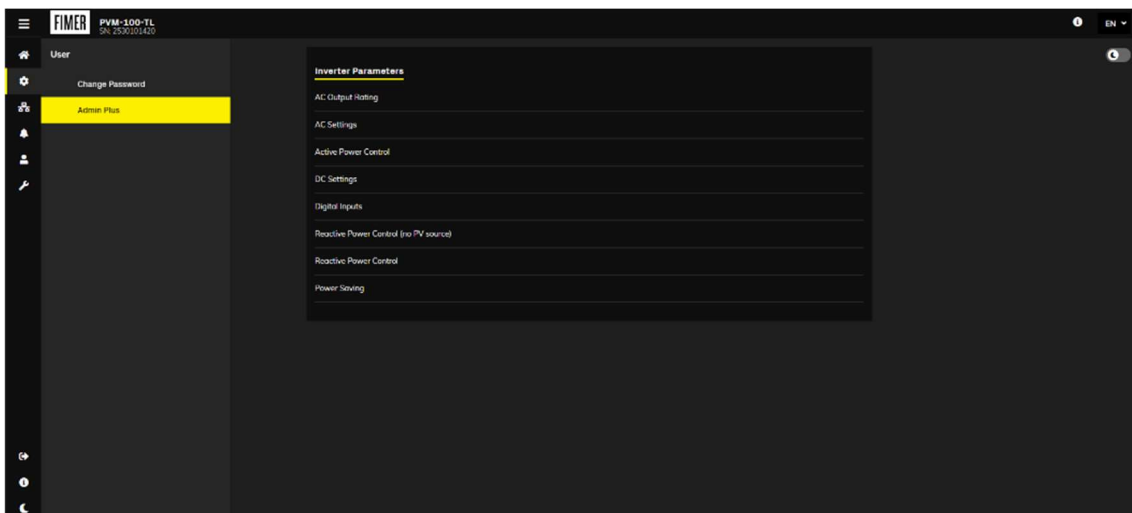 FIMER
PVM-100-TL
SN: 2530101420
EN
User
Change Password
Admin Plus
Inverter Parameters
AC Output Rating
AC Settings
Active Power Control
DC Settings
Digital Inputs
Reactive Power Control (no PV source)
Reactive Power Control
Power Saving